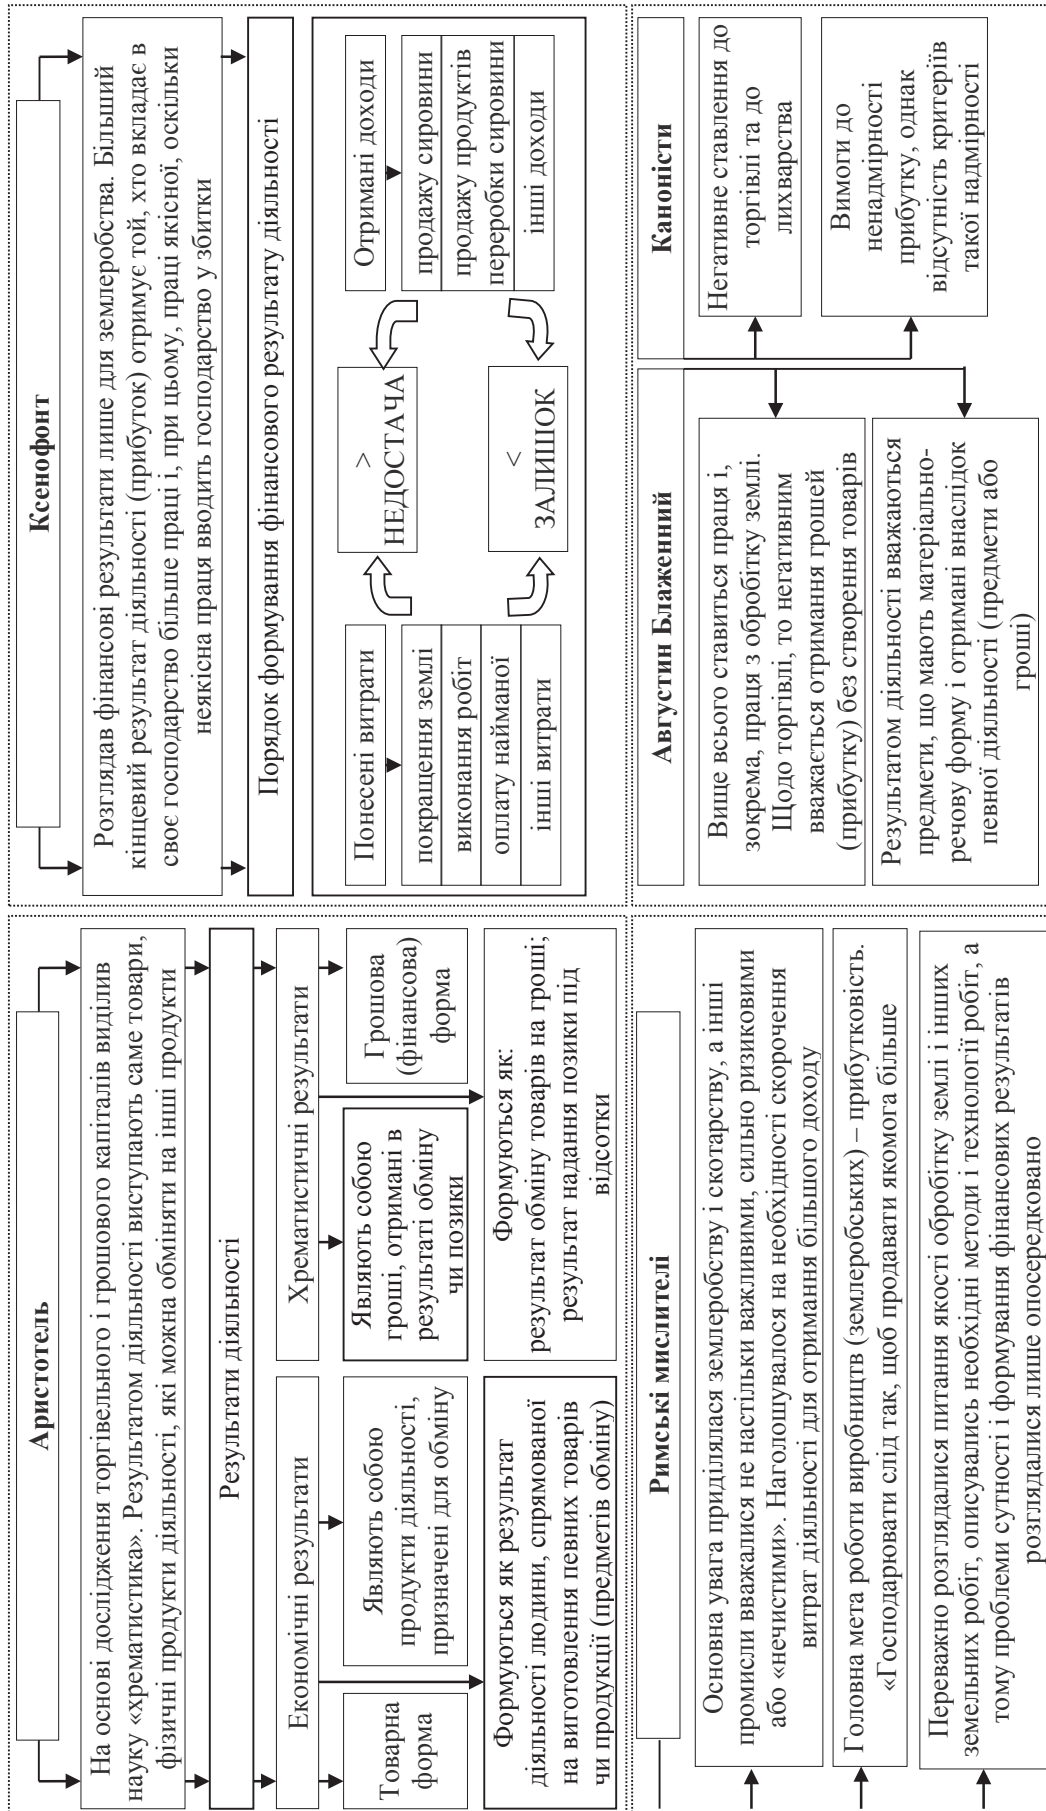 Аристотель
На основі дослідження торгівельного і грошового капіталів виділив
науку «хрематистика». Результатом діяльності виступають саме товари,
фізичні продукти діяльності, які можна обміняти на інші продукти
Результати діяльності
Економічні результати
Товарна
форма
Являють собою
продукти діяльності,
призначені для обміну
Формуються як результат
діяльності людини, спрямованої
на виготовлення певних товарів
чи продукції (предметів обміну)
Хрематистичні результати
Являють собою
гроші, отримані в
результаті обміну
чи позики
Грошова
(фінансова)
форма
Формуються як:
результат обміну товарів на гроші;
результат надання позики під
відсотки
Ксенофонт
Розглядав фінансові результати лише для землеробства. Більший
кінцевий результат діяльності (прибуток) отримує той, хто вкладає в
своє господарство більше праці і, при цьому, праці якісної, оскільки
неякісна праця вводить господарство у збитки
Порядок формування фінансового результату діяльності
Понесені витрати
покращення землі
виконання робіт
оплату найманої
інші витрати
>
НЕДОСТАЧА
<
ЗАЛИШОК
Отримані доходи
продажу сировини
продажу продуктів
переробки сировини
інші доходи
Римські мислителі
Основна увага приділялася землеробству і скотарству, а інші
промисли вважалися не настільки важливими, сильно ризиковими
або «нечистими». Наголошувалося на необхідності скорочення
витрат діяльності для отримання більшого доходу
Головна мета роботи виробництв (землеробських) – прибутковість.
«Господарювати слід так, щоб продавати якомога більше
Переважно розглядалися питання якості обробітку землі і інших
земельних робіт, описувались необхідні методи і технології робіт, а
тому проблеми сутності і формування фінансових результатів
розглядалися лише опосередковано
Августин Блаженний
Вище всього ставиться праця і,
зокрема, праця з обробітку землі.
Щодо торгівлі, то негативним
вважається отримання грошей
(прибутку) без створення товарів
Результатом діяльності вважаються
предмети, що мають матеріально-
речову форму і отримані внаслідок
певної діяльності (предмети або
гроші)
Каноністи
Негативне ставлення до
торгівлі та до
лихварства
Вимоги до
ненадмірності
прибутку, однак
відсутність критеріїв
такої надмірності